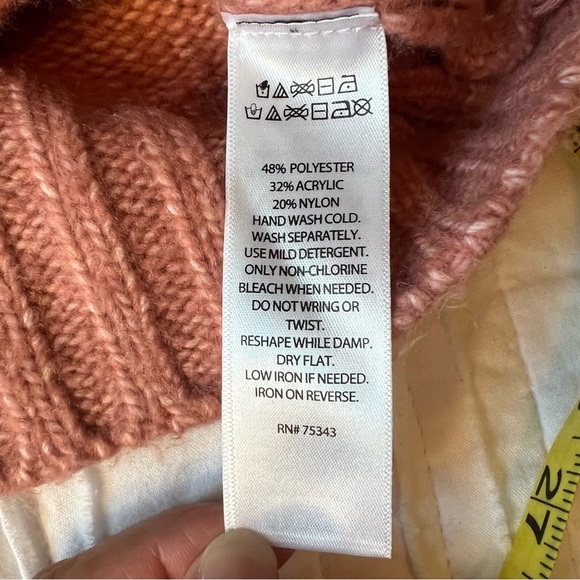 48% POLYESTER
32% ACRYLIC
20% NYLON
HAND WASH COLD.
WASH SEPARATELY.
USE MILD DETERGENT.
ONLY NON-CHLORINE
BLEACH WHEN NEEDED.
DO NOT WRING OR
TWIST.
RESHAPE WHILE DAMP.
DRY FLAT.
LOW IRON IF NEEDED.
IRON ON REVERSE.
RN# 75343
27